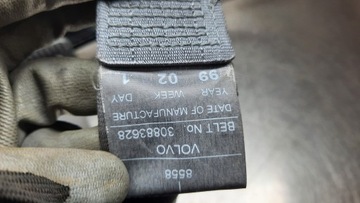 8558
VOLVO
BELT No. 30883628
DATE OF MANUFACTURE
YEAR WEEK DAY
99 02 1